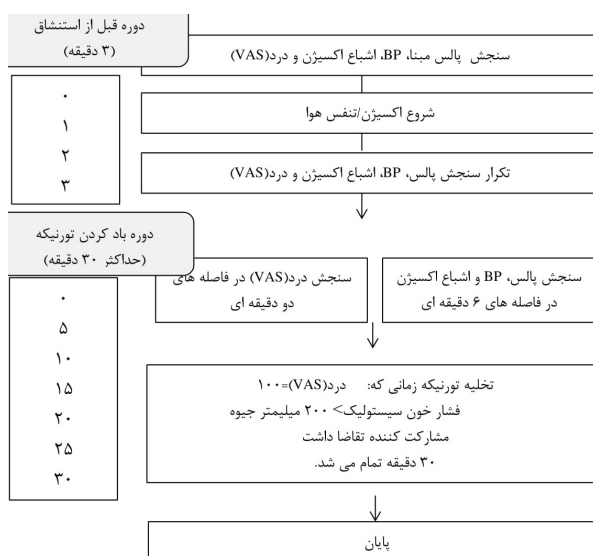 دوره قبل از استنشاق
(۳ دقیقه)
سنجش پالس مبنا، BP، اشباع اکسیژن و درد(VAS)
۰
۱
۲
۳
شروع اکسیژن/تنفس هوا
تکرار سنجش پالس، BP، اشباع اکسیژن و درد(VAS)
دوره باد کردن تورنیکه
(حداکثر ۳۰ دقیقه)
سنجش پالس، BP و اشباع اکسیژن
در فاصله های ۶ دقیقه ای
سنجش درد(VAS) در فاصله های
دو دقیقه ای
۰
۵
۱۰
۱۵
۲۰
۲۵
۳۰
تخلیه تورنیکه زمانی که: درد(VAS)=۱۰۰
فشار خون سیستولیک> ۲۰۰ میلیمتر جیوه
مشارکت کننده تقاضا داشت
۳۰ دقیقه تمام می شد.
پایان